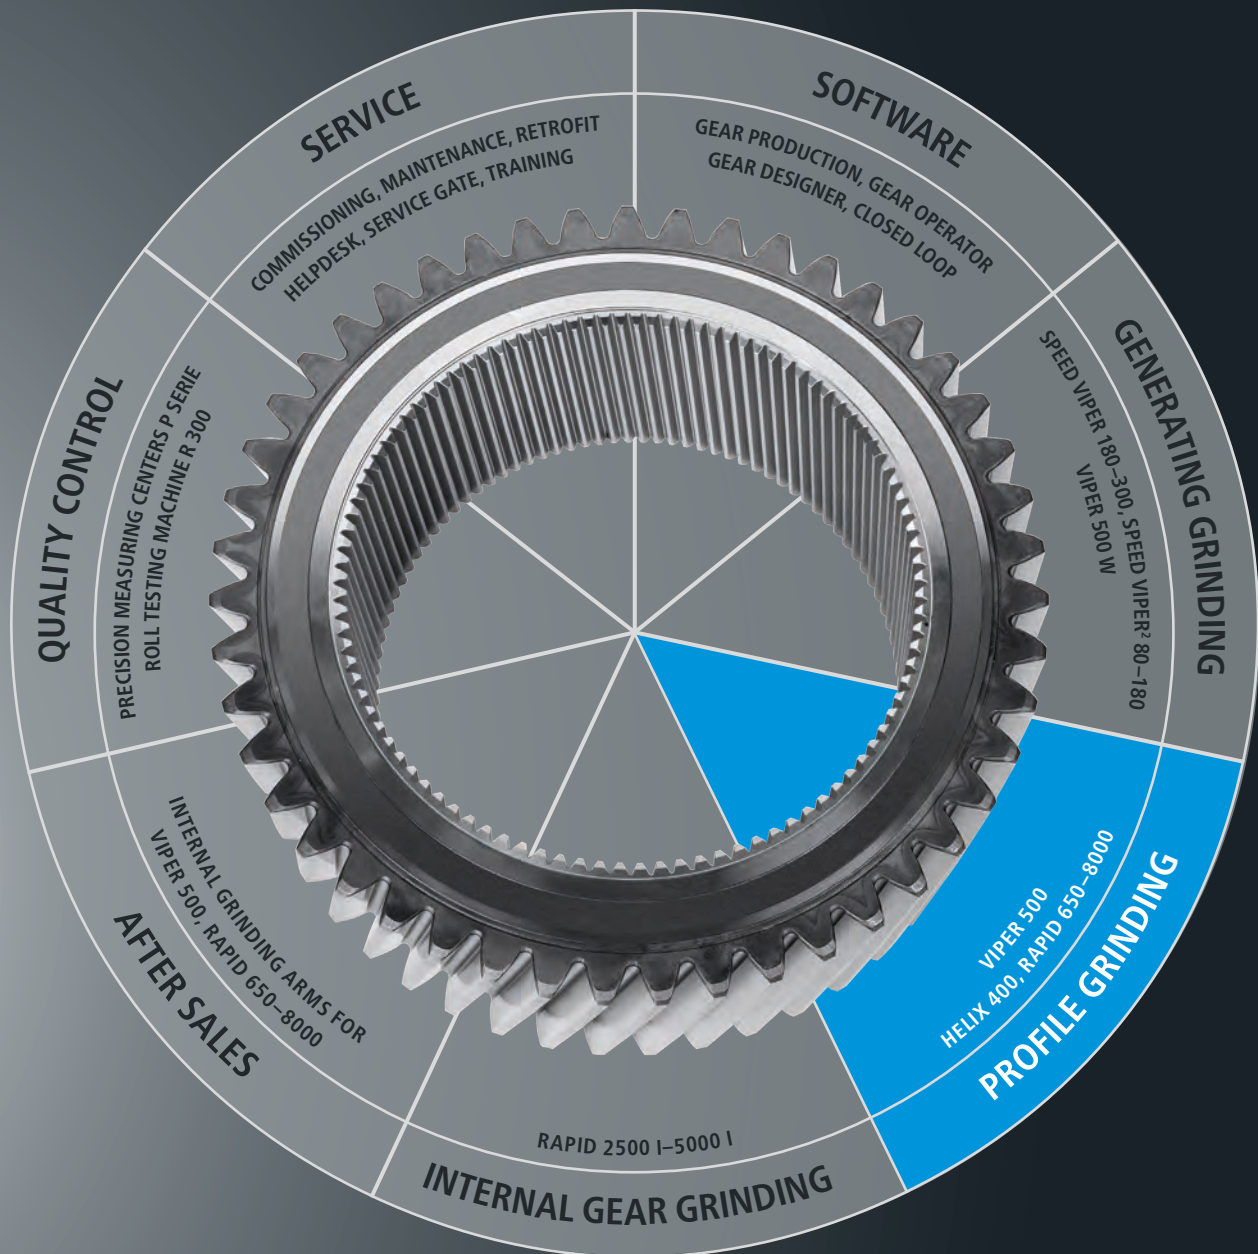 SERVICE
COMMISSIONING, MAINTENANCE, RETROFIT
HELPDESK, SERVICE GATE, TRAINING
SOFTWARE
GEAR PRODUCTION, GEAR OPERATOR
GEAR DESIGNER, CLOSED LOOP
GENERATING GRINDING
SPEED VIPER 180–300, SPEED VIPER² 80–180
VIPER 500 W
PROFILE GRINDING
VIPER 500
HELIX 400, RAPID 650–8000
INTERNAL GEAR GRINDING
RAPID 2500 I–5000 I
AFTER SALES
INTERNAL GRINDING ARMS FOR
VIPER 500, RAPID 650–8000
QUALITY CONTROL
PRECISION MEASURING CENTERS P SERIE
ROLL TESTING MACHINE R 300